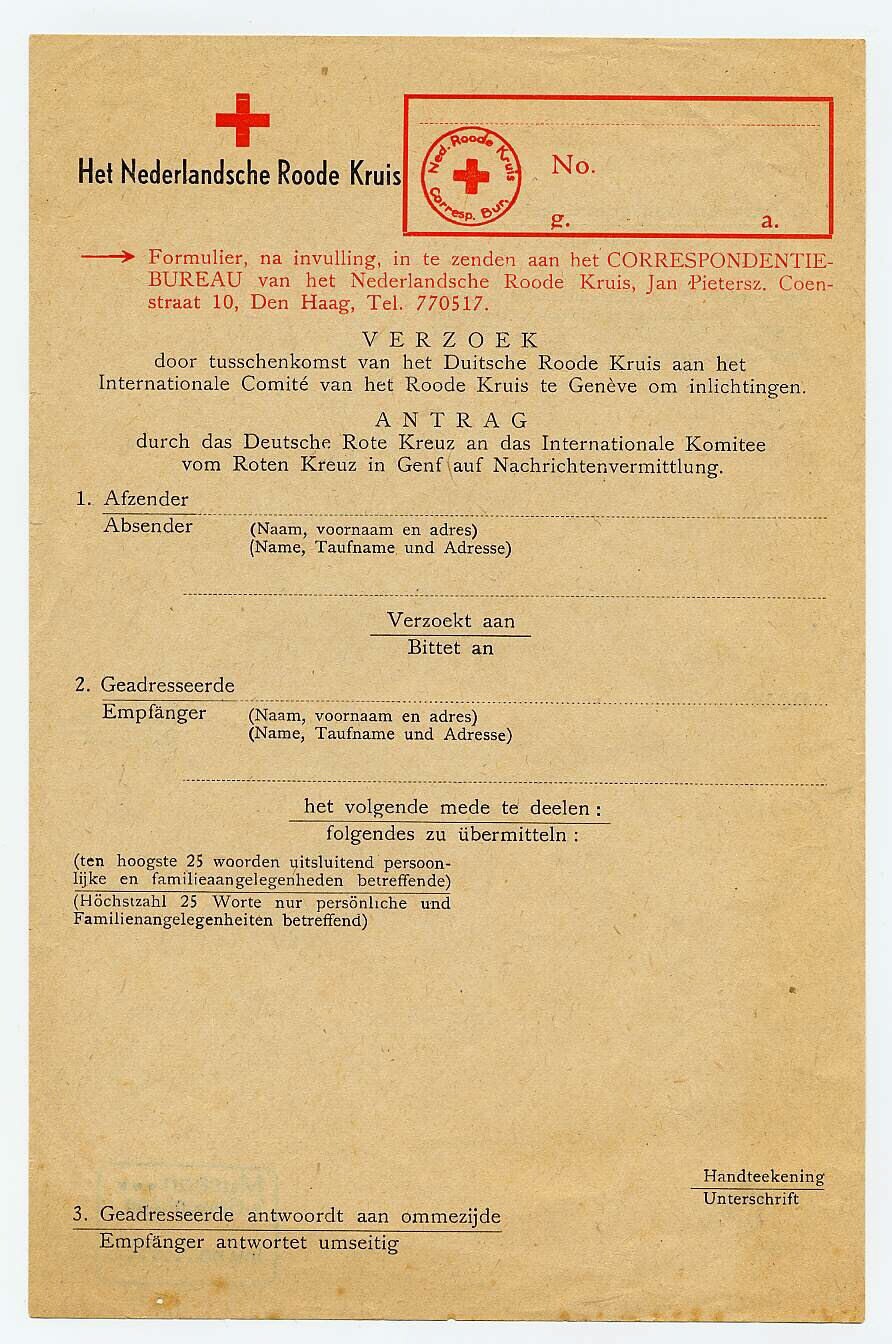 Het Nederlandsche Roode Kruis
Ned. Roode Kruis
Corresp. Bur.
No.
g. a.
Formulier, na invulling, in te zenden aan het CORRESPONDENTIE-
BUREAU van het Nederlandsche Roode Kruis, Jan Pietersz. Coen-
straat 10, Den Haag, Tel. 770517.
VERZOEK
door tusschenkomst van het Duitsche Roode Kruis aan het
Internationale Comité van het Roode Kruis te Genève om inlichtingen.
ANTRAG
durch das Deutsche Rote Kreuz an das Internationale Komitee
vom Roten Kreuz in Genf auf Nachrichtenvermittlung.
1. Afzender
Absender (Naam, voornaam en adres)
(Name, Taufname und Adresse)
Verzoekt aan
Bittet an
2. Geadresseerde
Empfänger (Naam, voornaam en adres)
(Name, Taufname und Adresse)
het volgende mede te deelen :
folgendes zu übermitteln :
(ten hoogste 25 woorden uitsluitend persoon-
lijke en familieaangelegenheden betreffende)
(Höchstzahl 25 Worte nur persönliche und
Familienangelegenheiten betreffend)
Handteekening
Unterschrift
3. Geadresseerde antwoordt aan ommezijde
Empfänger antwortet umseitig